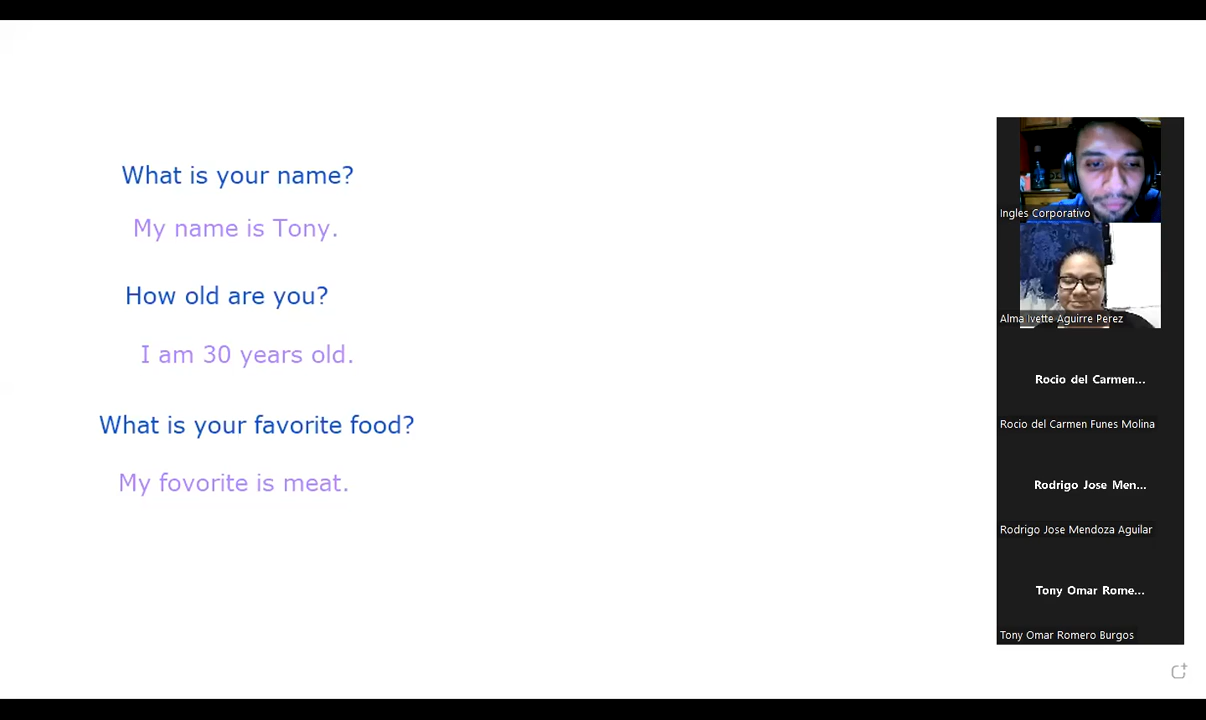 What is your name?
My name is Tony.
How old are you?
I am 30 years old.
What is your favorite food?
My fovorite is meat.
Ingles Corporativo
Alma Ivette Aguirre Perez
Rocio del Carmen...
Rocio del Carmen Funes Molina
Rodrigo Jose Men...
Rodrigo Jose Mendoza Aguilar
Tony Omar Rome...
Tony Omar Romero Burgos